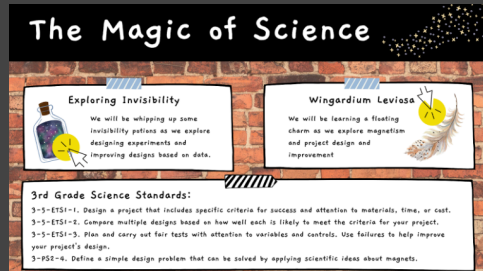 The Magic of Science
Exploring Invisibility
We will be whipping up some
invisibility potions as we explore
designing experiments and
improving designs based on data.
Wingardium Leviosa
We will be learning a floating
charm as we explore magnetism
and project design and
improvement
3rd Grade Science Standards:
3-5-ETS1-1. Design a project that includes specific criteria for success and attention to materials, time, or cost.
3-5-ETS1-2. Compare multiple designs based on how well each is likely to meet the criteria for your project.
3-5-ETS1-3. Plan and carry out fair tests with attention to variables and controls. Use failures to help improve
your project's design.
3-PS2-4. Define a simple design problem that can be solved by applying scientific ideas about magnets.